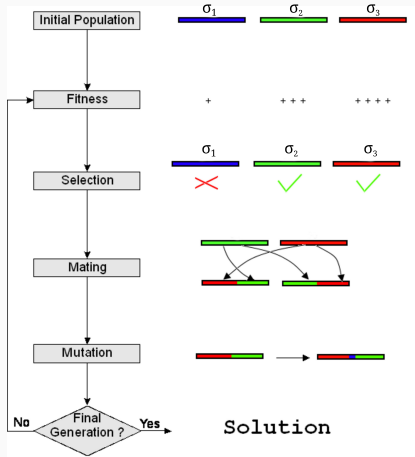 Initial Population
σ1 σ2 σ3
Fitness
+ +++ ++++
σ1 σ2 σ3
Selection
Mating
Mutation
No
Final
Generation ?
Yes
Solution